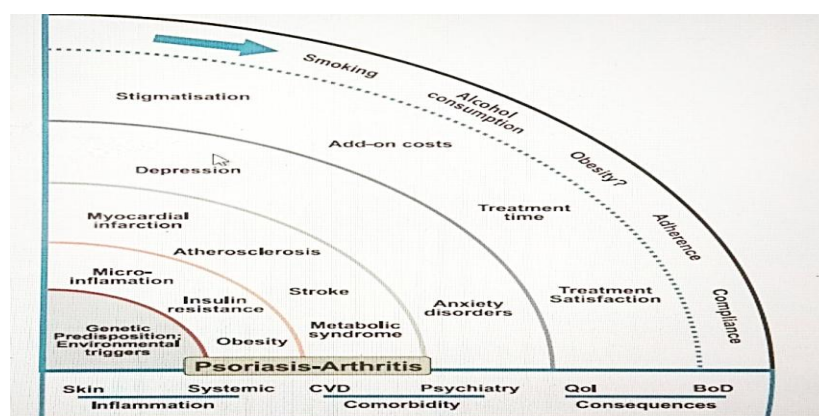 Smoking
Alcohol
consumption
Obesity?
Adherence
Compliance
Stigmatisation
Add-on costs
Treatment
time
Treatment
Satisfaction
Depression
Anxiety
disorders
Myocardial
infarction
Atherosclerosis
Stroke
Metabolic
syndrome
Micro-
inflamation
Insulin
resistance
Obesity
Genetic
Predisposition;
Environmental
triggers
Psoriasis-Arthritis
Skin Systemic CVD Psychiatry Qol BoD
Inflammation Comorbidity Consequences